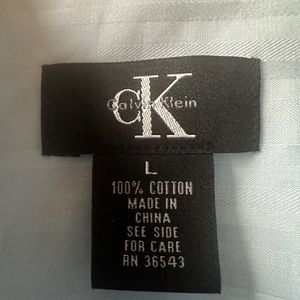 cK
Calvin Klein
L
100% COTTON
MADE IN
CHINA
SEE SIDE
FOR CARE
RN 36543